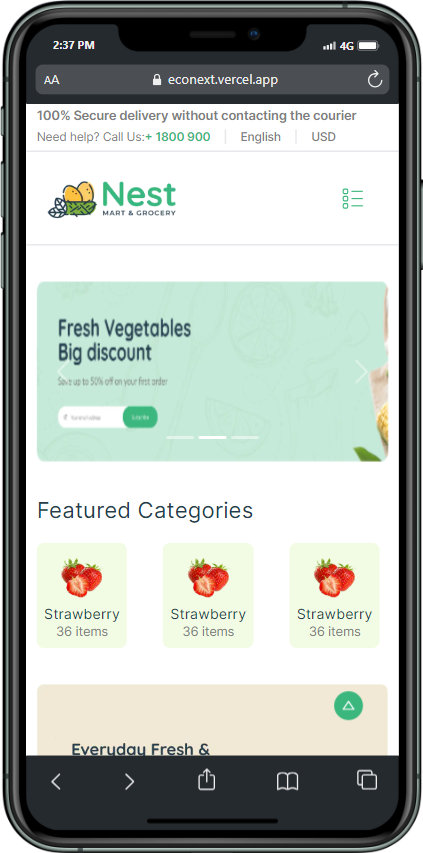 2:37 PM
4G
AA
econext.vercel.app
100% Secure delivery without contacting the courier
Need help? Call Us:+ 1800 900 English USD
Nest
MART & GROCERY
Fresh Vegetables
Big discount
Save up to 50% off on your first order
Featured Categories
Strawberry Strawberry Strawberry
36 items 36 items 36 items
Everyday Fresh &